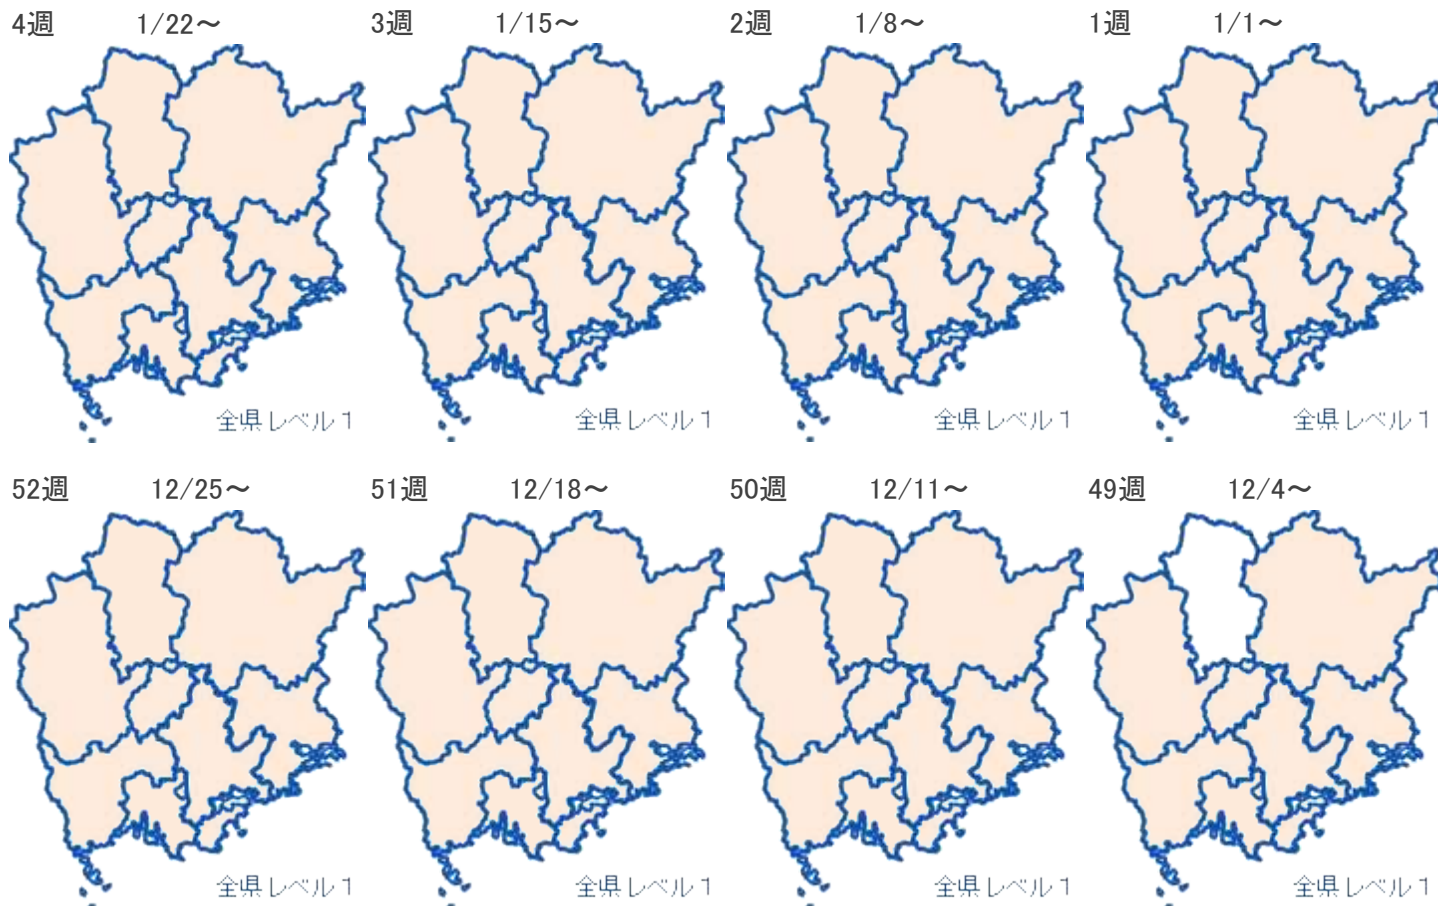 4週 1/22～
3週 1/15～
2週 1/8～
1週 1/1～
全県レベル１
全県レベル１
全県レベル１
全県レベル１
52週 12/25～
51週 12/18～
50週 12/11～
49週 12/4～
全県レベル１
全県レベル１
全県レベル１
全県レベル１